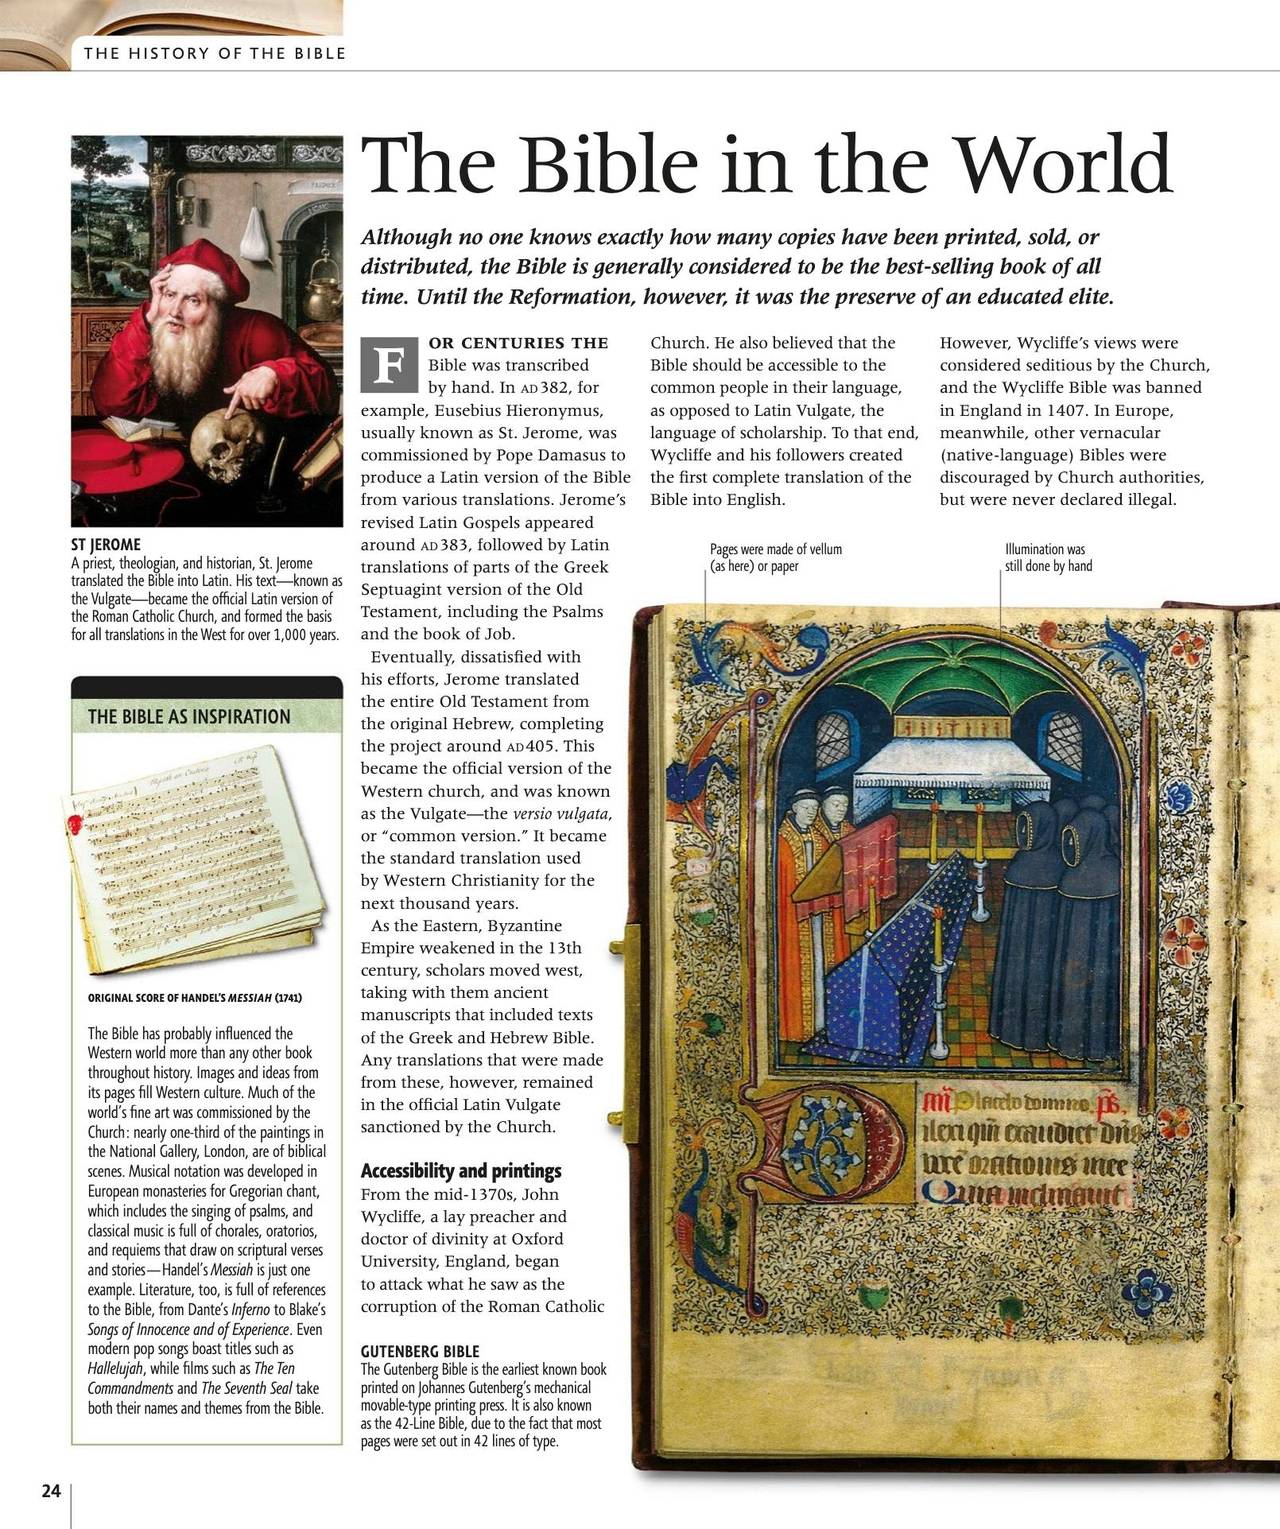 THE HISTORY OF THE BIBLE
The Bible in the World
Although no one knows exactly how many copies have been printed, sold, or
distributed, the Bible is generally considered to be the best-selling book of all
time. Until the Reformation, however, it was the preserve of an educated elite.
ST JEROME
A priest, theologian, and historian, St. Jerome
translated the Bible into Latin. His text—known as
the Vulgate—became the official Latin version of
the Roman Catholic Church, and formed the basis
for all translations in the West for over 1,000 years.
THE BIBLE AS INSPIRATION
ORIGINAL SCORE OF HANDEL'S MESSIAH (1741)
The Bible has probably influenced the
Western world more than any other book
throughout history. Images and ideas from
its pages fill Western culture. Much of the
world's fine art was commissioned by the
Church: nearly one-third of the paintings in
the National Gallery, London, are of biblical
scenes. Musical notation was developed in
European monasteries for Gregorian chant,
which includes the singing of psalms, and
classical music is full of chorales, oratorios,
and requiems that draw on scriptural verses
and stories—Handel's Messiah is just one
example. Literature, too, is full of references
to the Bible, from Dante's Inferno to Blake's
Songs of Innocence and of Experience. Even
modern pop songs boast titles such as
Hallelujah, while films such as The Ten
Commandments and The Seventh Seal take
both their names and themes from the Bible.
FOR CENTURIES THE
Bible was transcribed
by hand. In AD 382, for
example, Eusebius Hieronymus,
usually known as St. Jerome, was
commissioned by Pope Damasus to
produce a Latin version of the Bible
from various translations. Jerome's
revised Latin Gospels appeared
around AD 383, followed by Latin
translations of parts of the Greek
Septuagint version of the Old
Testament, including the Psalms
and the book of Job.
Eventually, dissatisfied with
his efforts, Jerome translated
the entire Old Testament from
the original Hebrew, completing
the project around AD 405. This
became the official version of the
Western church, and was known
as the Vulgate—the versio vulgata,
or “common version.” It became
the standard translation used
by Western Christianity for the
next thousand years.
As the Eastern, Byzantine
Empire weakened in the 13th
century, scholars moved west,
taking with them ancient
manuscripts that included texts
of the Greek and Hebrew Bible.
Any translations that were made
from these, however, remained
in the official Latin Vulgate
sanctioned by the Church.
Accessibility and printings
From the mid-1370s, John
Wycliffe, a lay preacher and
doctor of divinity at Oxford
University, England, began
to attack what he saw as the
corruption of the Roman Catholic
Church. He also believed that the
Bible should be accessible to the
common people in their language,
as opposed to Latin Vulgate, the
language of scholarship. To that end,
Wycliffe and his followers created
the first complete translation of the
Bible into English.
However, Wycliffe's views were
considered seditious by the Church,
and the Wycliffe Bible was banned
in England in 1407. In Europe,
meanwhile, other vernacular
(native-language) Bibles were
discouraged by Church authorities,
but were never declared illegal.
Pages were made of vellum
(as here) or paper
Illumination was
still done by hand
GUTENBERG BIBLE
The Gutenberg Bible is the earliest known book
printed on Johannes Gutenberg's mechanical
movable-type printing press. It is also known
as the 42-Line Bible, due to the fact that most
pages were set out in 42 lines of type.
24